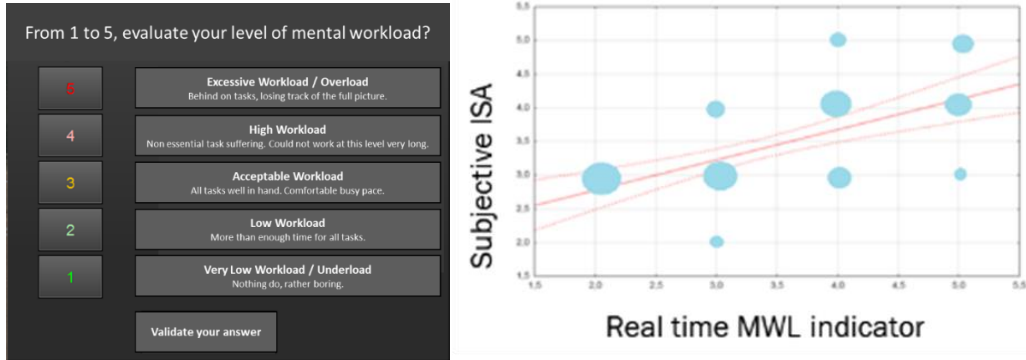 From 1 to 5, evaluate your level of mental workload?
5
Excessive Workload / Overload
Behind on tasks, losing track of the full picture.
4
High Workload
Non essential task suffering. Could not work at this level very long.
3
Acceptable Workload
All tasks well in hand. Comfortable busy pace.
2
Low Workload
More than enough time for all tasks.
1
Very Low Workload / Underload
Nothing do, rather boring.
Validate your answer
Subjective ISA
5,5
5,0
4,5
4,0
3,5
3,0
2,5
2,0
1,5
1,5 2,0 2,5 3,0 3,5 4,0 4,5 5,0 5,5
Real time MWL indicator